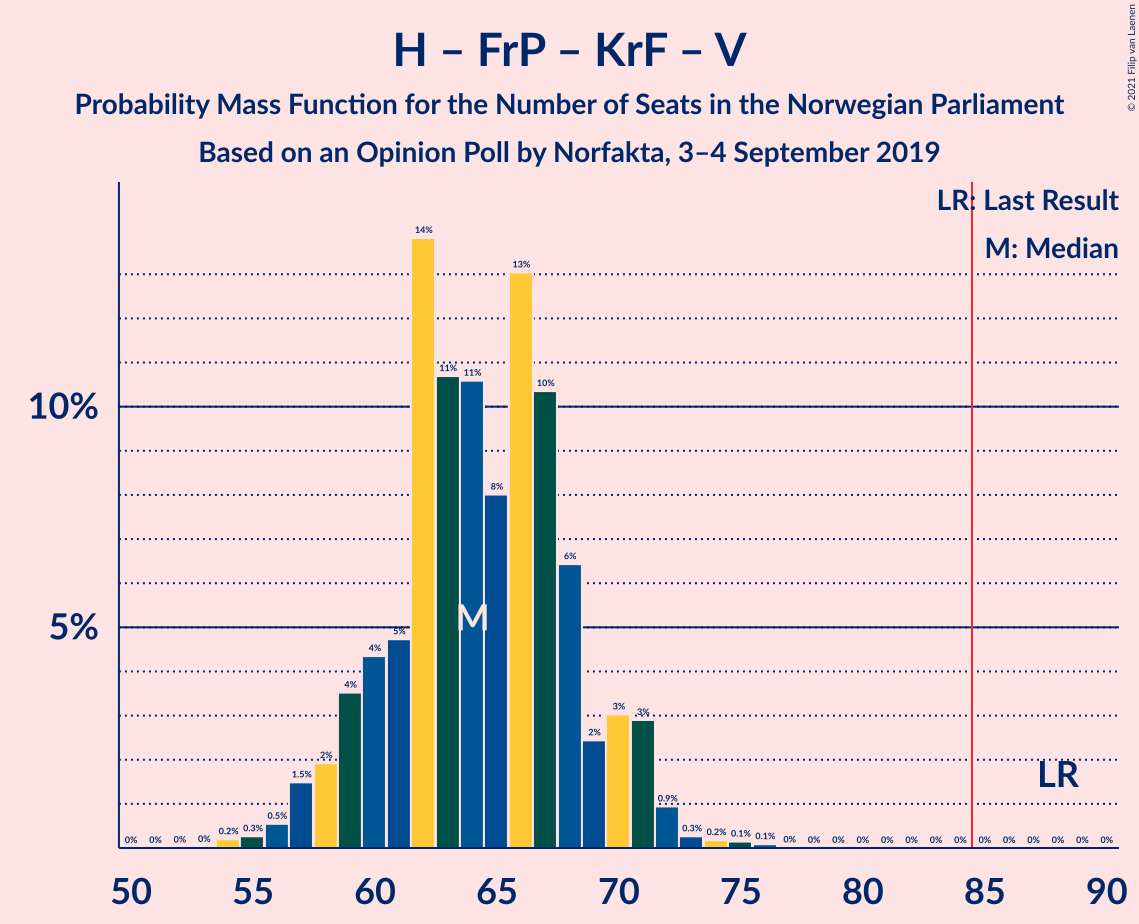 H – FrP – KrF – V
Probability Mass Function for the Number of Seats in the Norwegian Parliament
Based on an Opinion Poll by Norfakta, 3–4 September 2019
© 2021 Filip van Laenen
LR: Last Result
M: Median
10%
5%
0% 0% 0% 0% 0.2% 0.3% 0.5% 1.5% 2% 4% 4% 5% 14% 11% 11% 8% 13% 10% 6% 2% 3% 3% 0.9% 0.3% 0.2% 0.1% 0.1% 0% 0% 0% 0% 0% 0% 0% 0% 0% 0% 0% 0% 0% 0%
M
LR
50 55 60 65 70 75 80 85 90